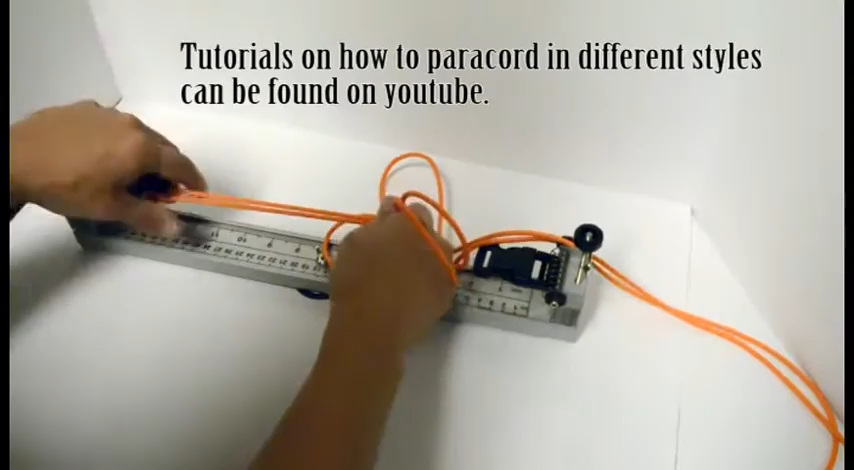 Tutorials on how to paracord in different styles
can be found on youtube.